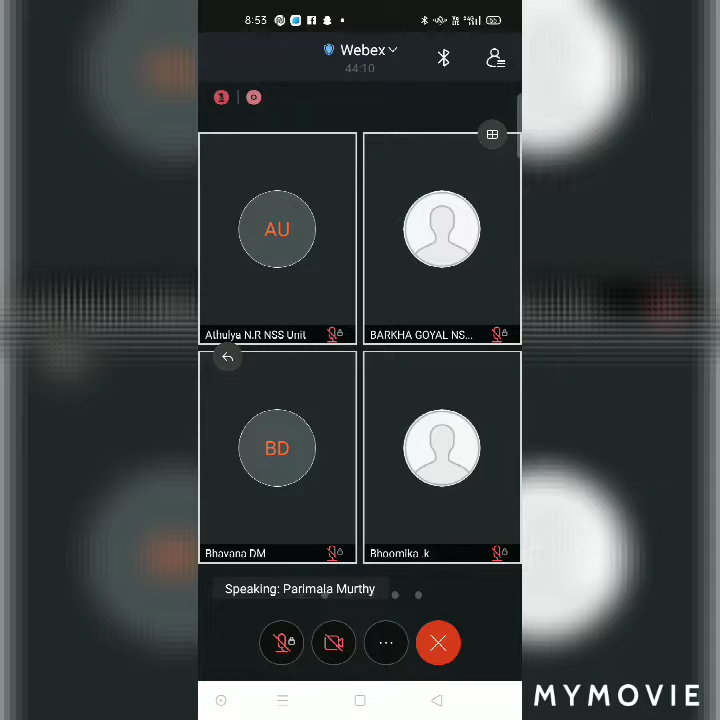 8:53
Webex
44:10
AU
Athulya N.R NSS Unit
BARKHA GOYAL NS...
BD
Bhavana DM
Bhoomika .k
Speaking: Parimala Murthy
MYMOVIE